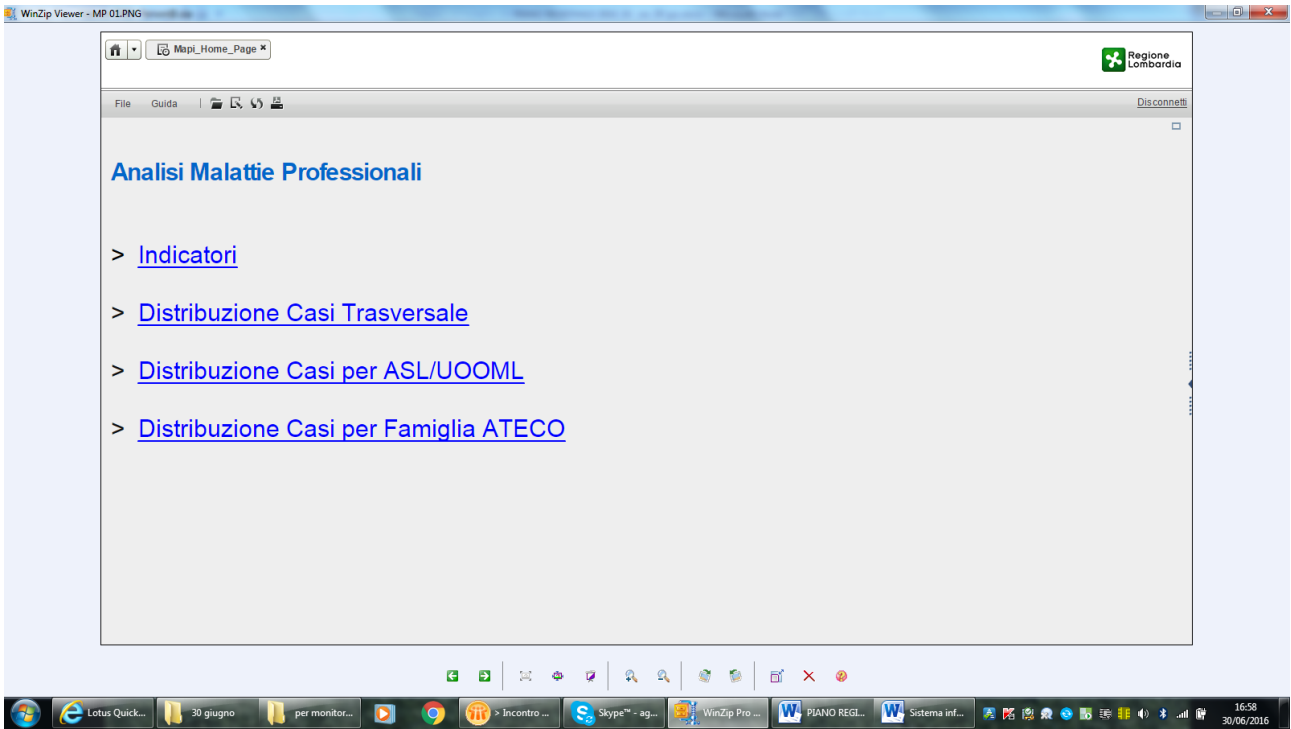 WinZip Viewer - MP 01.PNG
Mapi_Home_Page
Regione
Lombardia
File Guida
Disconnetti
Analisi Malattie Professionali
> Indicatori
> Distribuzione Casi Trasversale
> Distribuzione Casi per ASL/UOOML
> Distribuzione Casi per Famiglia ATECO
Lotus Quick... 30 giugno per monitor... > Incontro ... Skype™ - ag... WinZip Pro ... PIANO REGI... Sistema inf... 16:58
30/06/2016